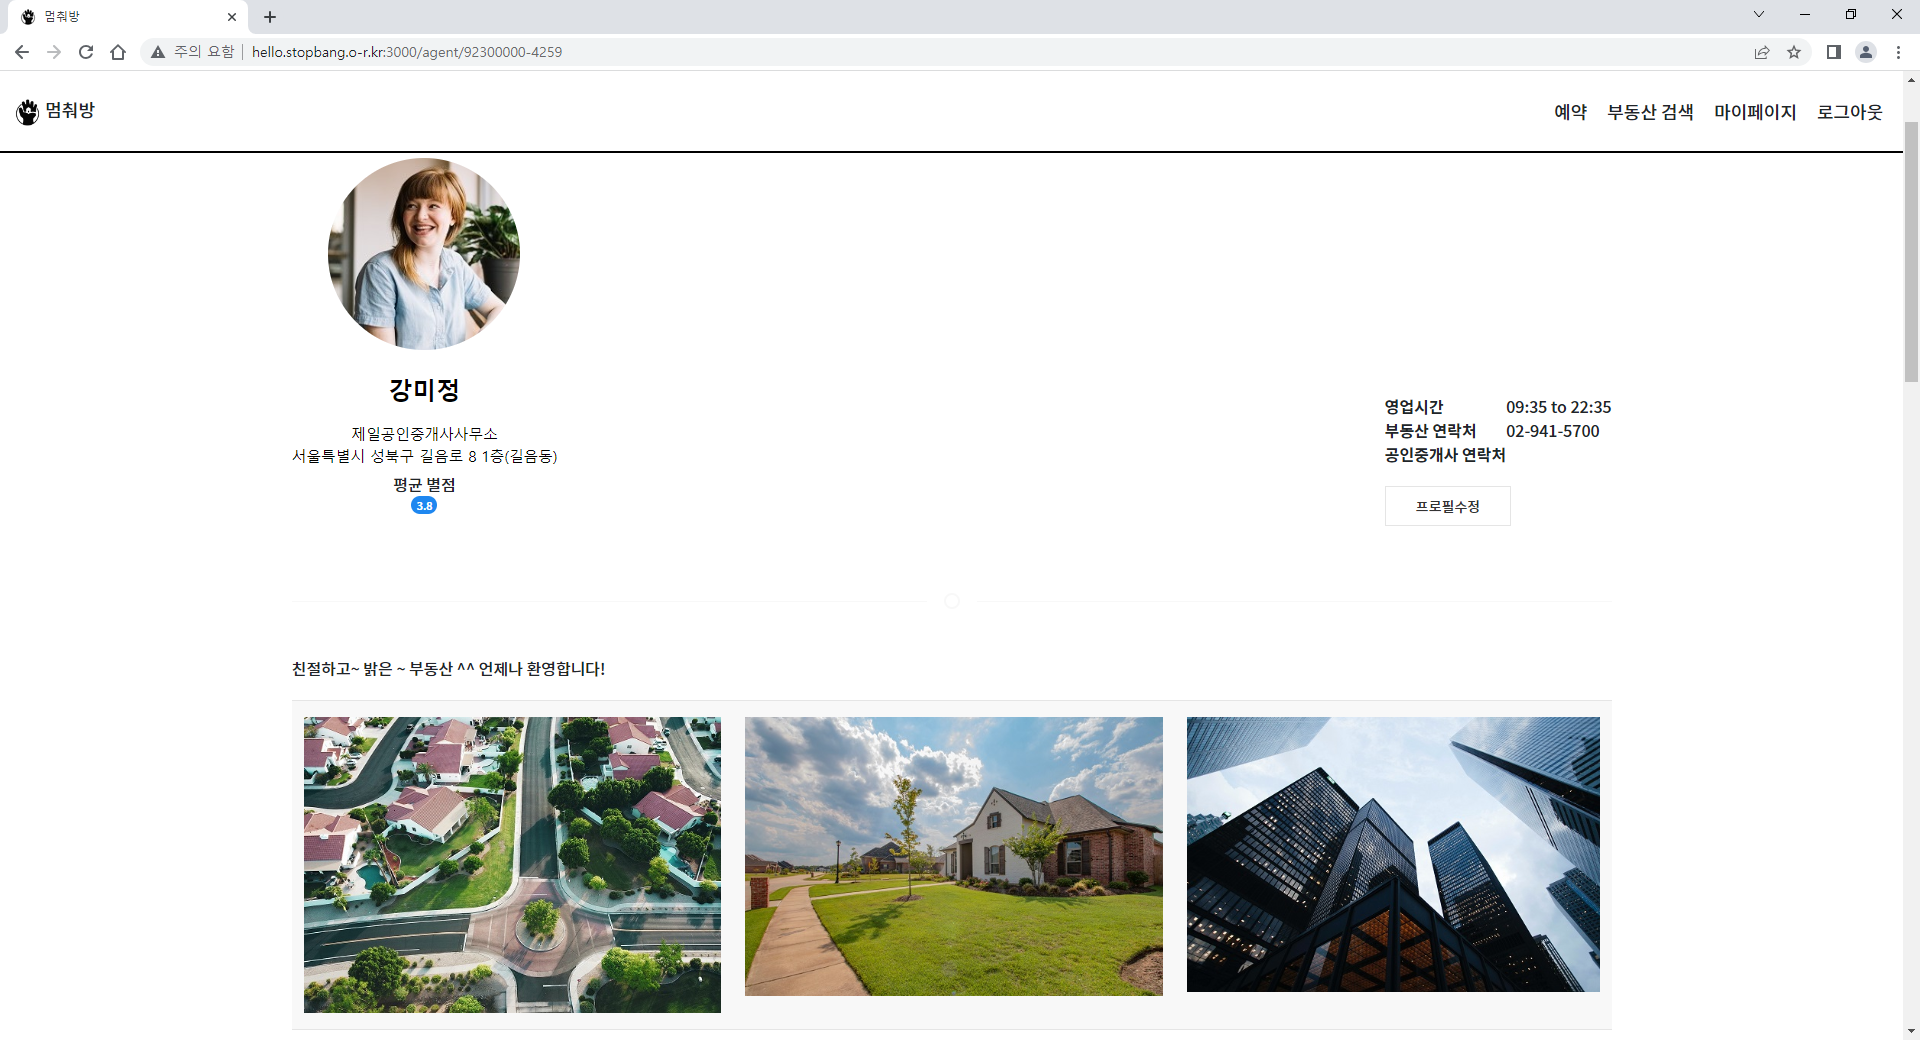 멈춰방
주의 요함
hello.stopbang.o-r.kr:3000/agent/92300000-4259
멈춰방
예약 부동산 검색 마이페이지 로그아웃
강미정
제일공인중개사사무소
서울특별시 성북구 길음로 8 1층(길음동)
평균 별점
3.8
영업시간 09:35 to 22:35
부동산 연락처 02-941-5700
공인중개사 연락처
프로필수정
친절하고~ 밝은 ~ 부동산 ^^ 언제나 환영합니다!